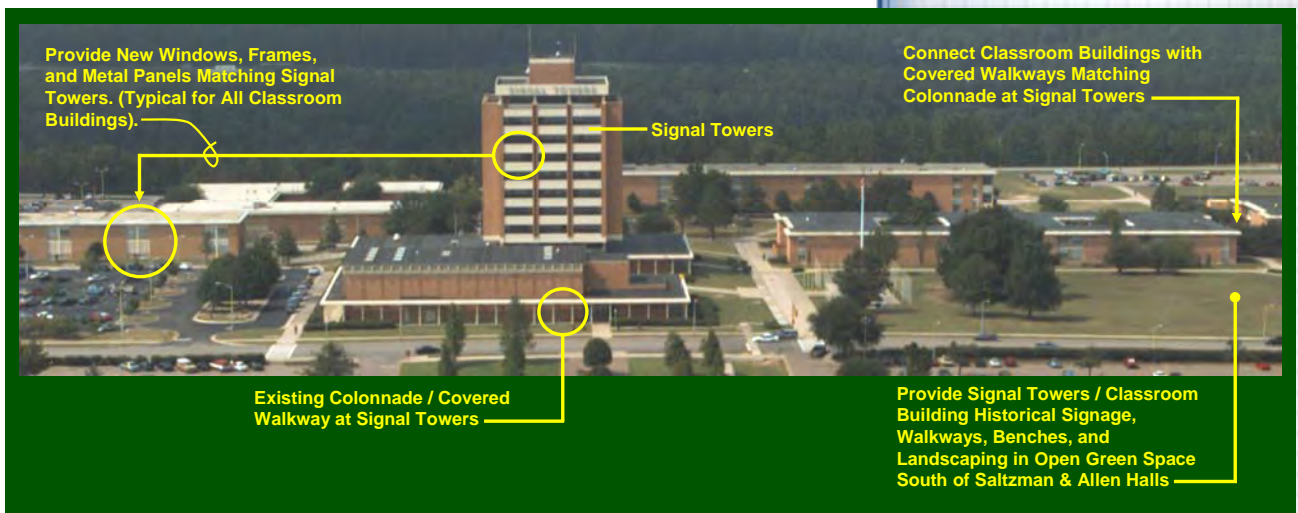 Provide New Windows, Frames,
and Metal Panels Matching Signal
Towers. (Typical for All Classroom
Buildings).
Connect Classroom Buildings with
Covered Walkways Matching
Colonnade at Signal Towers
SIGNAL TOWERS
Signal Towers
Existing Colonnade / Covered
Walkway at Signal Towers
Provide Signal Towers / Classroom
Building Historical Signage,
Walkways, Benches, and
Landscaping in Open Green Space
South of Saltzman & Allen Halls